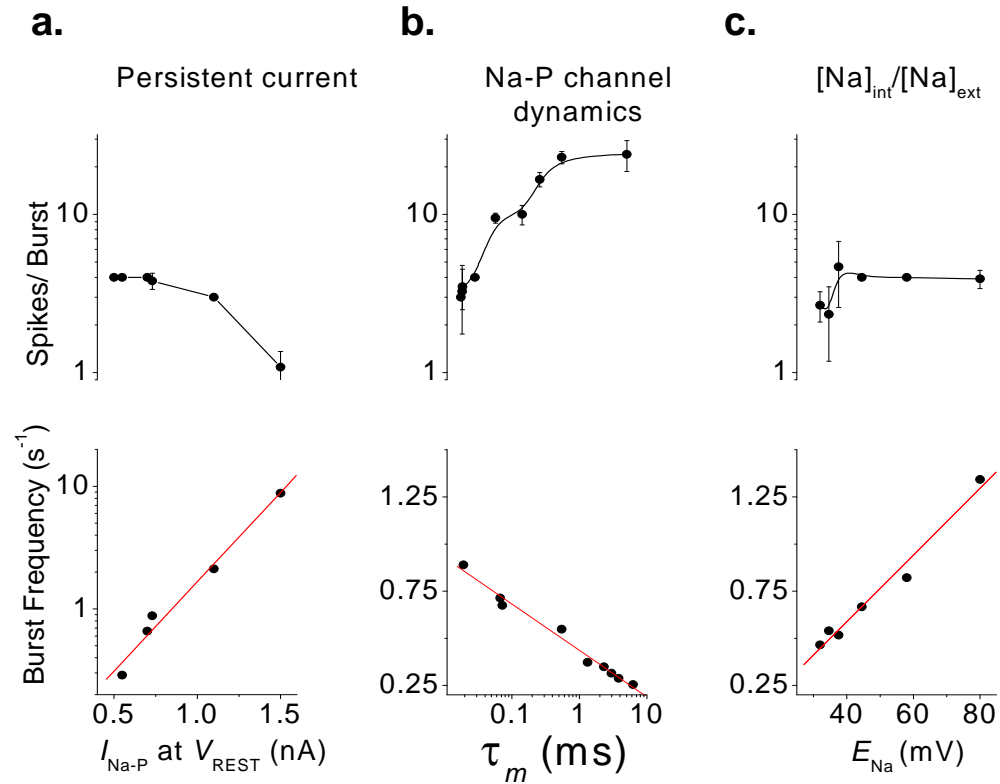 a.
b.
c.
Persistent current
Na-P channel
dynamics
[Na]int/[Na]ext
Spikes/ Burst
10
1
10
1
10
1
Burst Frequency (s-1)
10
1
1.25
0.75
0.25
1.25
0.75
0.25
0.5 1.0 1.5
0.1 1 10
40 60 80
INa-P at VREST (nA)
τm (ms)
ENa (mV)